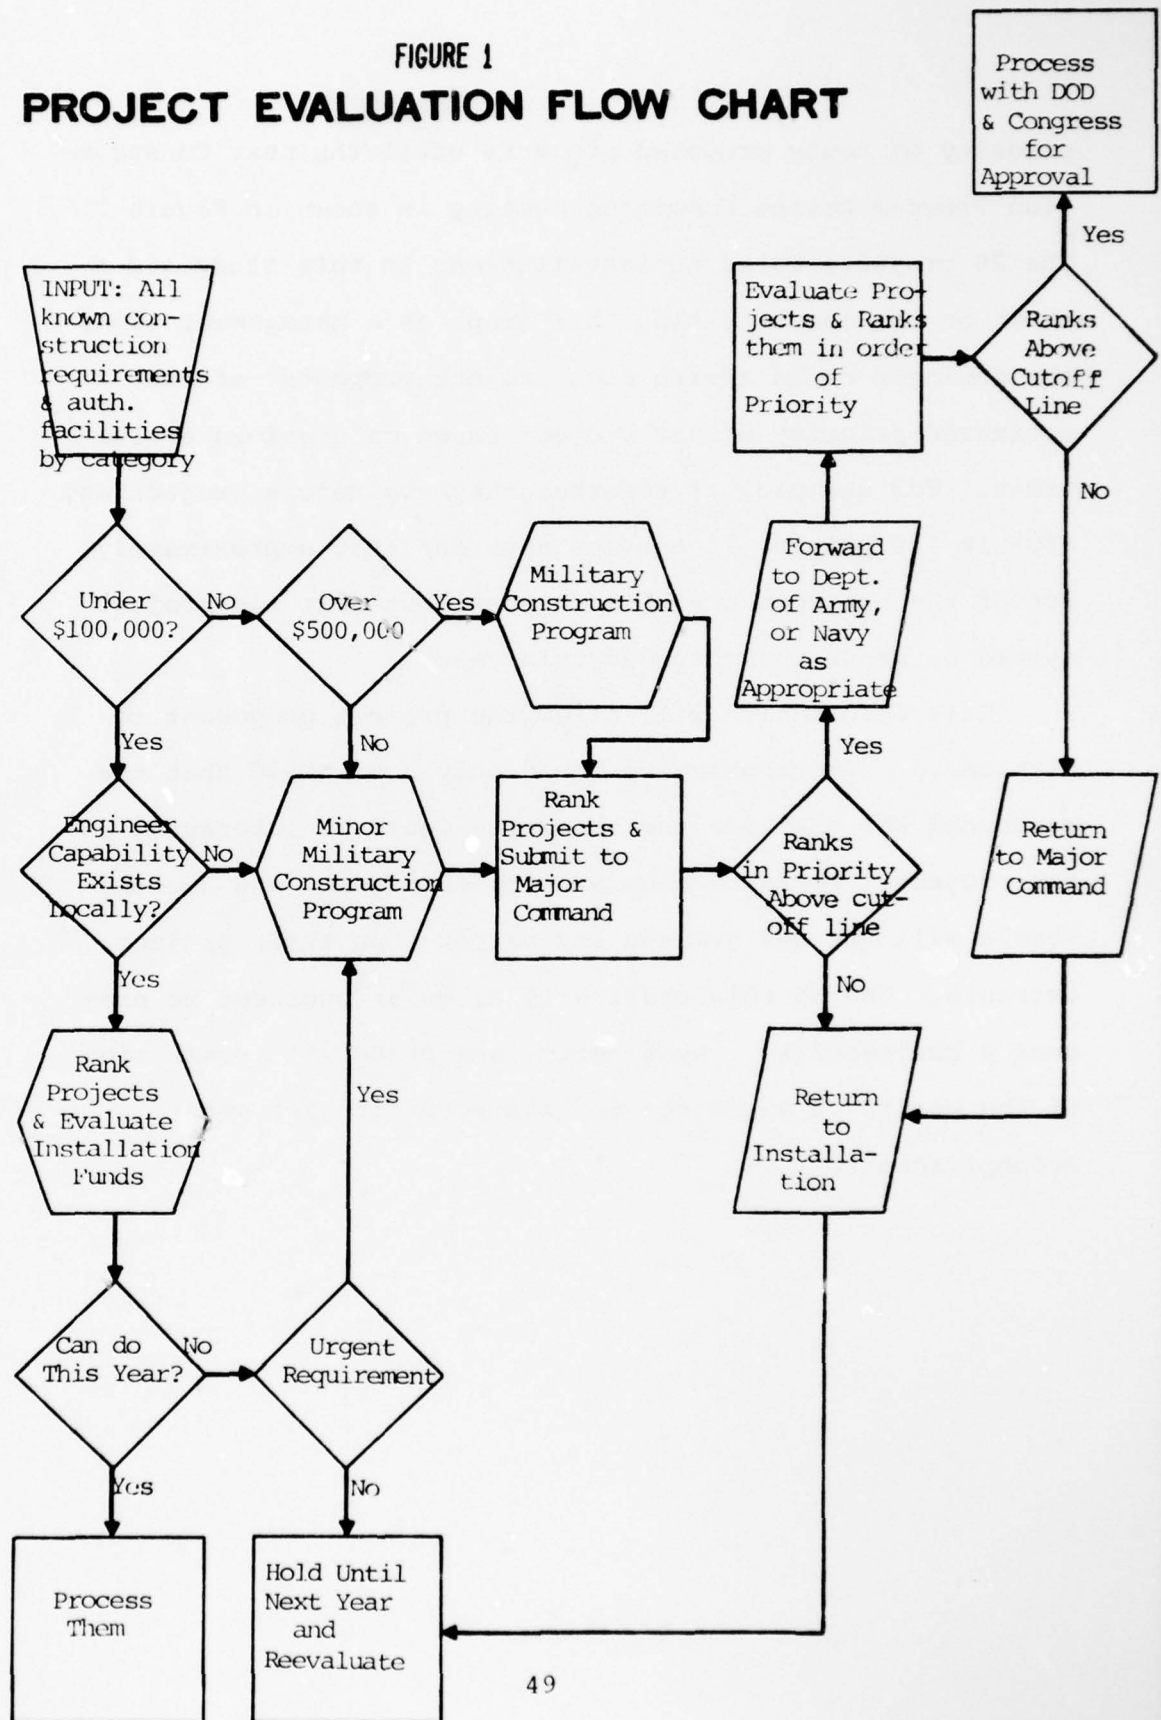 FIGURE 1
PROJECT EVALUATION FLOW CHART
Process
with DOD
& Congress
for
Approval
Yes
INPUT: All
known con-
struction
requirements
& auth.
facilities
by category
Evaluate Pro-
jects & Ranks
them in order
of
Priority
Ranks
Above
Cutoff
Line
No
Under
$100,000?
No
Over
$500,000
Yes
Military
Construction
Program
Forward
to Dept.
of Army,
or Navy
as
Appropriate
Yes
No
Yes
Engineer
Capability
Exists
Locally?
No
Minor
Military
Construction
Program
Rank
Projects &
Submit to
Major
Command
Ranks
in Priority
Above cut-
off line
Return
to Major
Command
Yes
No
Rank
Projects
& Evaluate
Installation
Funds
Yes
Return
to
Installa-
tion
Can do
This Year?
No
Urgent
Requirement
Yes
No
Process
Them
Hold Until
Next Year
and
Reevaluate
49